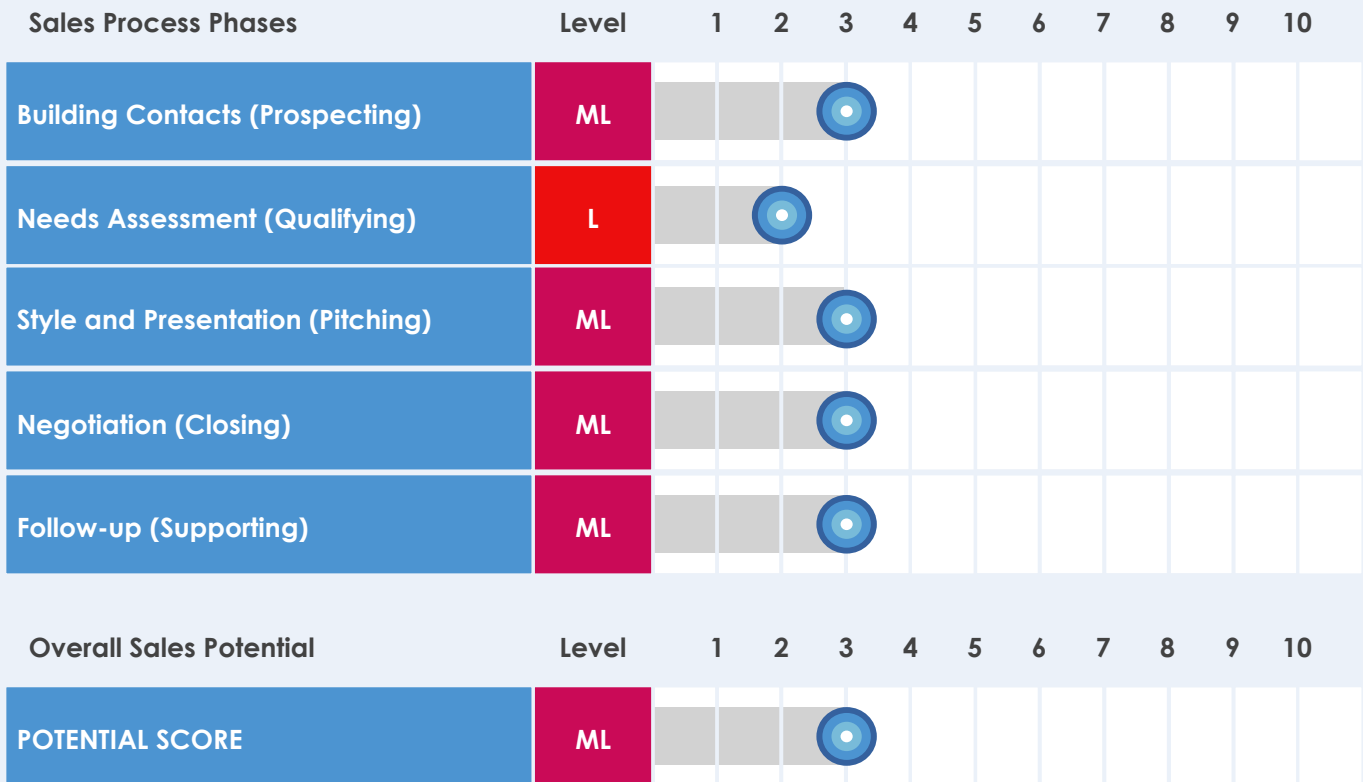 Sales Process Phases Level 1 2 3 4 5 6 7 8 9 10
Building Contacts (Prospecting) ML
Needs Assessment (Qualifying) L
Style and Presentation (Pitching) ML
Negotiation (Closing) ML
Follow-up (Supporting) ML
Overall Sales Potential Level 1 2 3 4 5 6 7 8 9 10
POTENTIAL SCORE ML